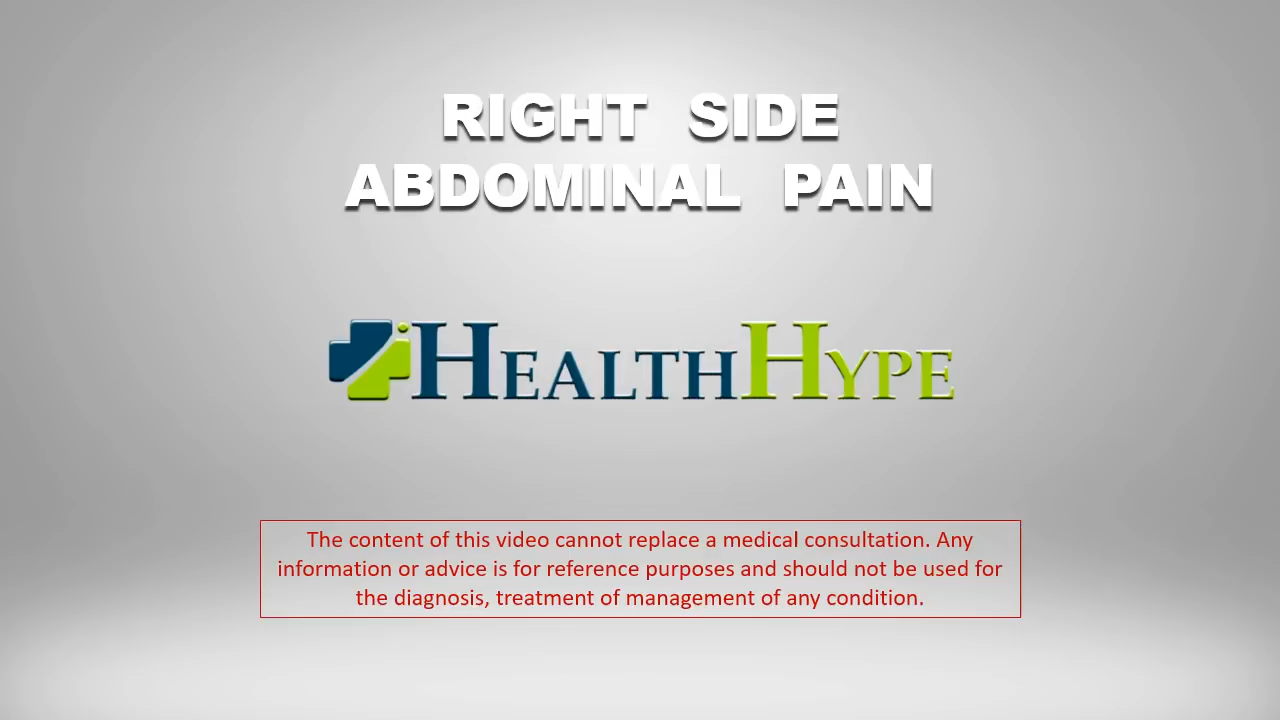 RIGHT SIDE
ABDOMINAL PAIN
HEALTHHYPE
The content of this video cannot replace a medical consultation. Any
information or advice is for reference purposes and should not be used for
the diagnosis, treatment of management of any condition.